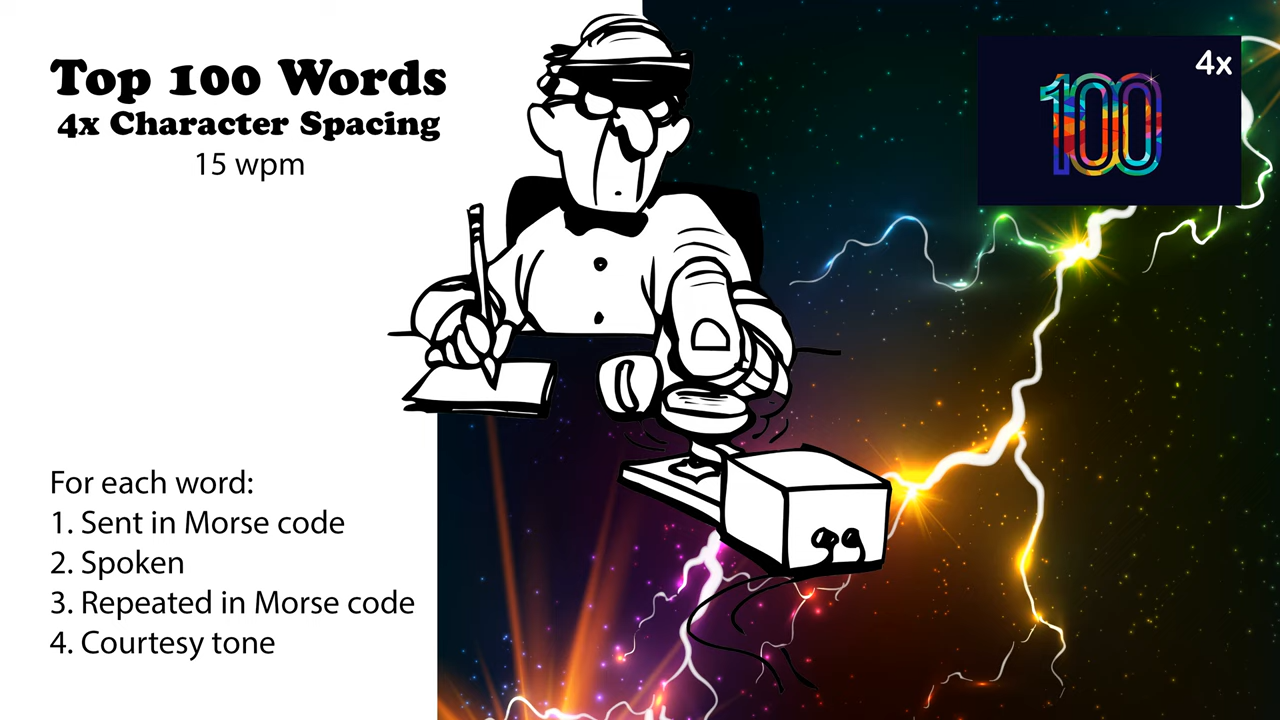 Top 100 Words
4x Character Spacing
15 wpm
4x
100
For each word:
1. Sent in Morse code
2. Spoken
3. Repeated in Morse code
4. Courtesy tone